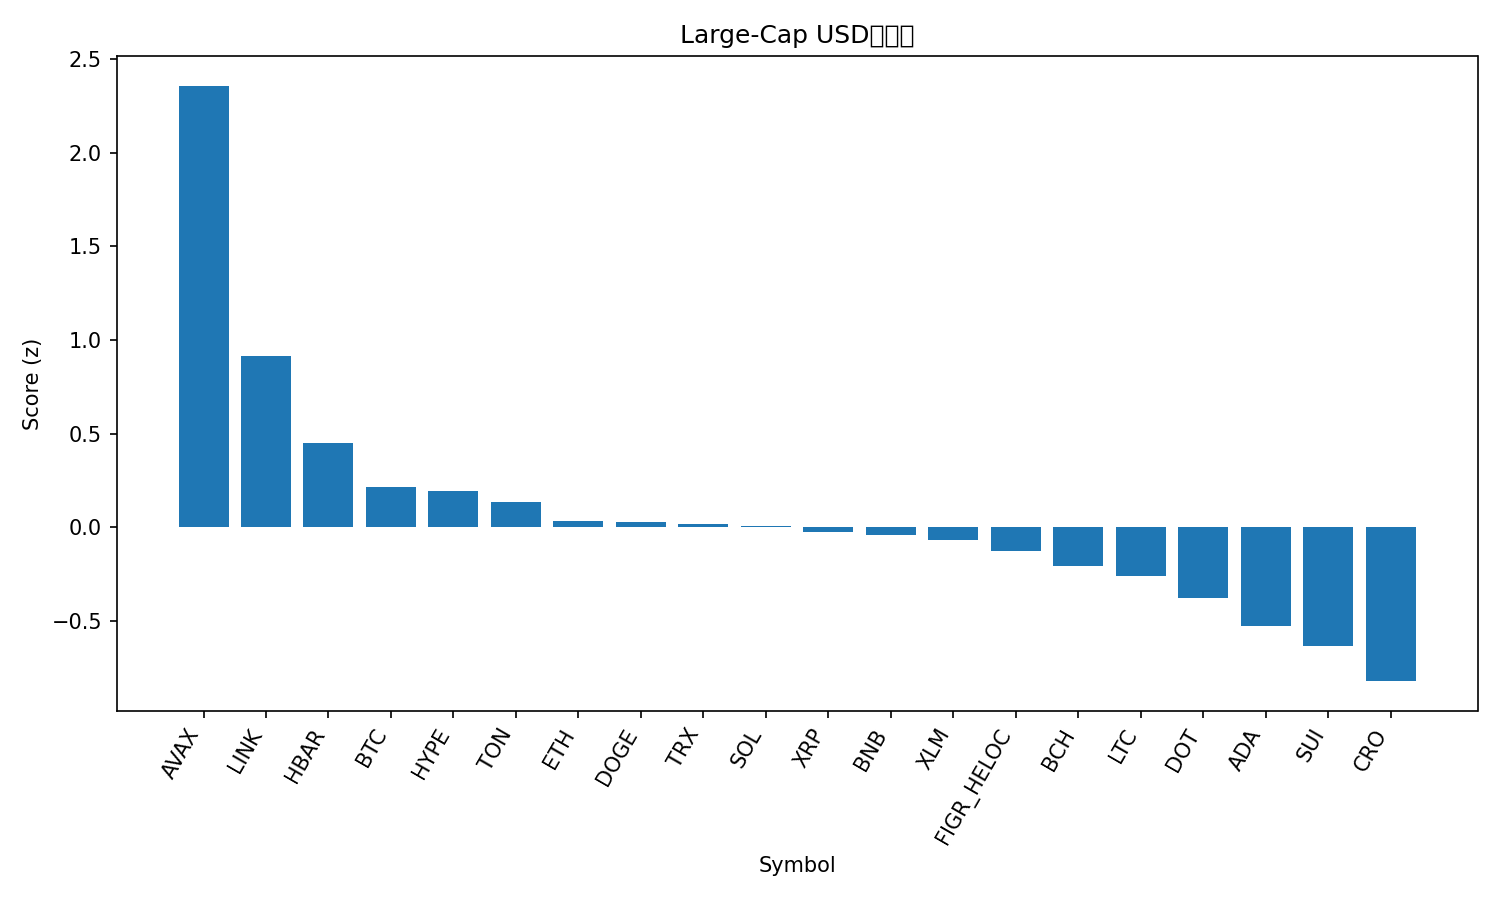 Large-Cap USD
Score (z)
2.5
2.0
1.5
1.0
0.5
0.0
−0.5
AVAX
LINK
HBAR
BTC
HYPE
TON
ETH
DOGE
TRX
SOL
XRP
BNB
XLM
FIGR_HELOC
BCH
LTC
DOT
ADA
SUI
CRO
Symbol